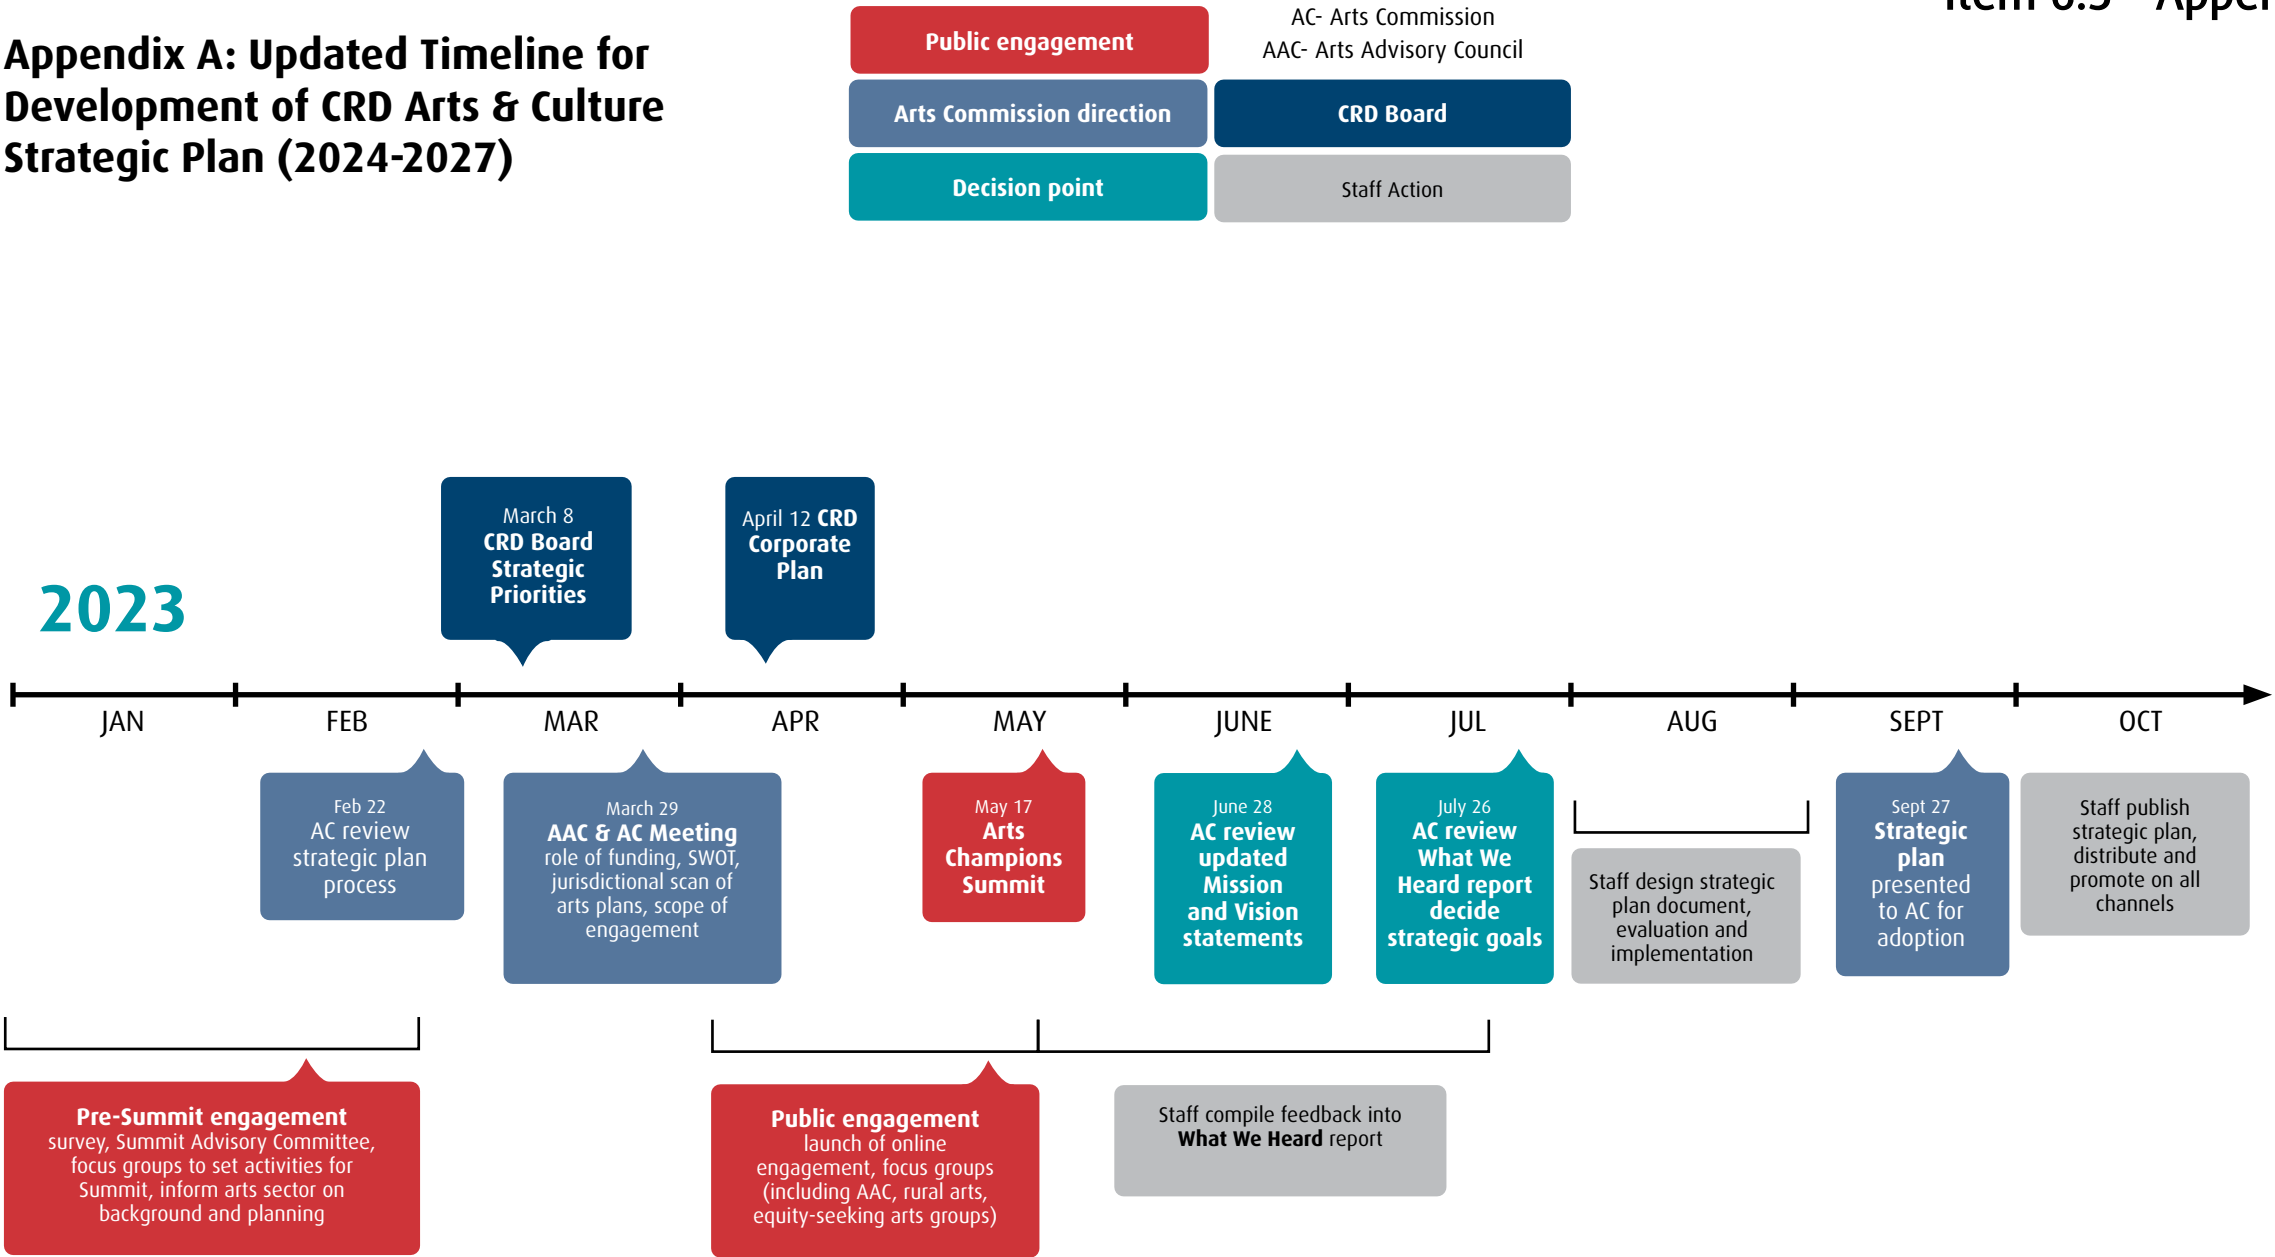 Appendix A: Updated Timeline for
Development of CRD Arts & Culture
Strategic Plan (2024-2027)
Public engagement
AC- Arts Commission
AAC- Arts Advisory Council
Arts Commission direction
CRD Board
Decision point
Staff Action
March 8
CRD Board
Strategic
Priorities
April 12 CRD
Corporate
Plan
2023
JAN
FEB
MAR
APR
MAY
JUNE
JUL
AUG
SEPT
OCT
Feb 22
AC review
strategic plan
process
March 29
AAC & AC Meeting
role of funding, SWOT,
jurisdictional scan of
arts plans, scope of
engagement
May 17
Arts
Champions
Summit
June 28
AC review
updated
Mission
and Vision
statements
July 26
AC review
What We
Heard report
decide
strategic goals
Staff design strategic
plan document,
evaluation and
implementation
Sept 27
Strategic
plan
presented
to AC for
adoption
Staff publish
strategic plan,
distribute and
promote on all
channels
Pre-Summit engagement
survey, Summit Advisory Committee,
focus groups to set activities for
Summit, inform arts sector on
background and planning
Public engagement
launch of online
engagement, focus groups
(including AAC, rural arts,
equity-seeking arts groups)
Staff compile feedback into
What We Heard report